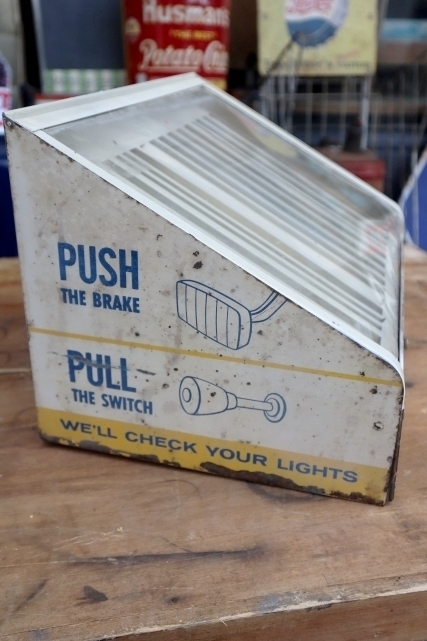 Husman's
Potato Chips
PUSH
THE BRAKE
PULL
THE SWITCH
WE'LL CHECK YOUR LIGHTS